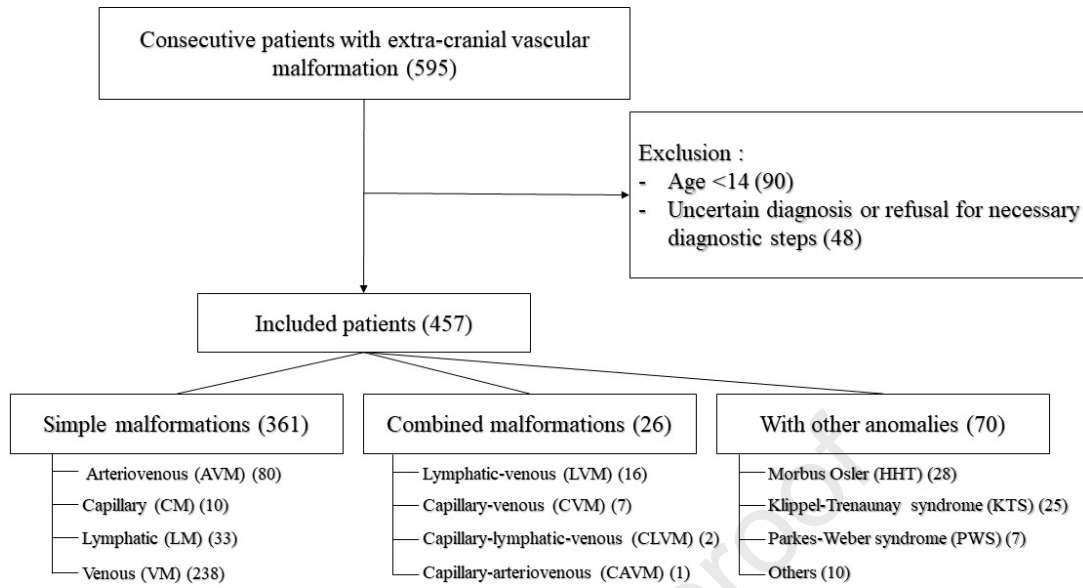 Consecutive patients with extra-cranial vascular
malformation (595)
Exclusion :
- Age <14 (90)
- Uncertain diagnosis or refusal for necessary
diagnostic steps (48)
Included patients (457)
Simple malformations (361)
Arteriovenous (AVM) (80)
Capillary (CM) (10)
Lymphatic (LM) (33)
Venous (VM) (238)
Combined malformations (26)
Lymphatic-venous (LVM) (16)
Capillary-venous (CVM) (7)
Capillary-lymphatic-venous (CLVM) (2)
Capillary-arteriovenous (CAVM) (1)
With other anomalies (70)
Morbus Osler (HHT) (28)
Klippel-Trenaunay syndrome (KTS) (25)
Parkes-Weber syndrome (PWS) (7)
Others (10)
proof